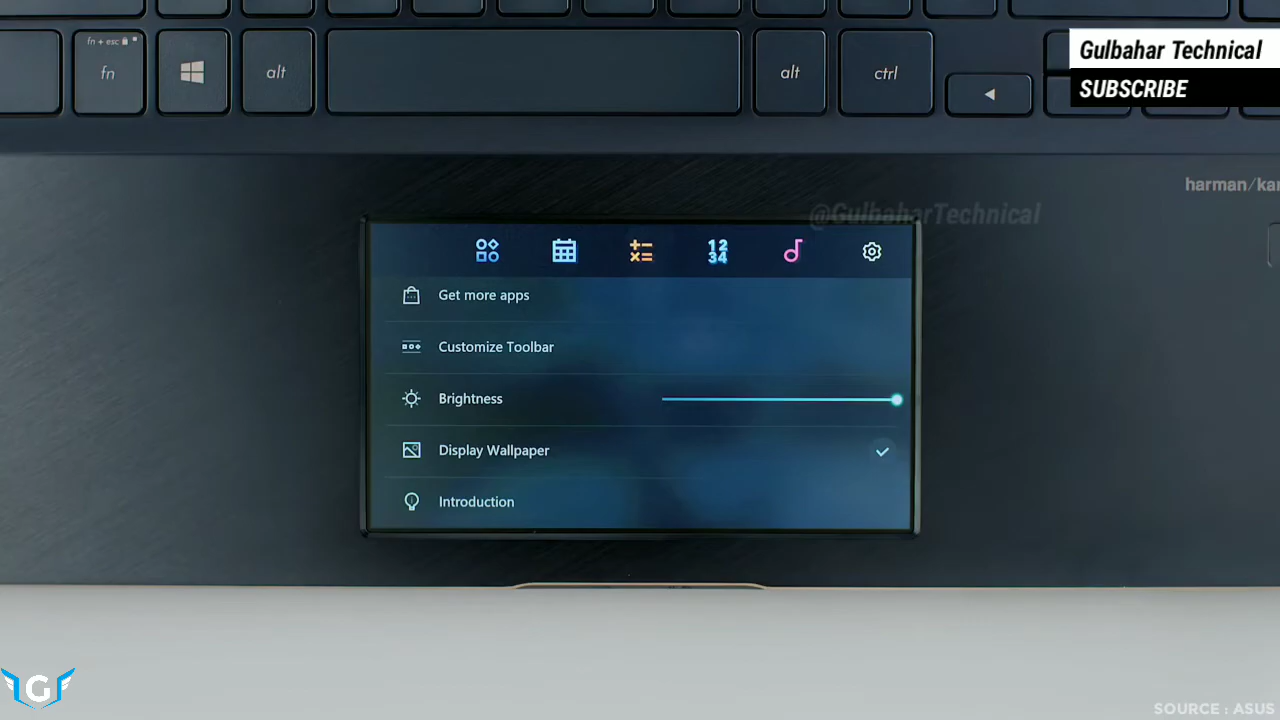 fn + esc
fn
alt
alt
ctrl
Gulbahar Technical
SUBSCRIBE
harman/kar
@GulbaharTechnical
12
34
Get more apps
Customize Toolbar
Brightness
Display Wallpaper
Introduction
G
SOURCE : ASUS